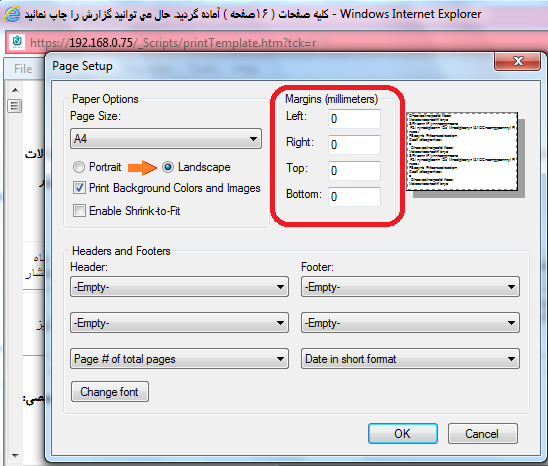 کلیه صفحات ( ۱۶صفحه ) آماده گردید. حال می توانید گزارش را چاپ نمائید - Windows Internet Explorer
https://192.168.0.75/_Scripts/printTemplate.htm?tck=r
File
Page Setup
Paper Options
Page Size:
A4
Portrait
Landscape
Print Background Colors and Images
Enable Shrink-to-Fit
Margins (millimeters)
Left: 0
Right: 0
Top: 0
Bottom: 0
Headers and Footers
Header:
Footer:
-Empty-
-Empty-
-Empty-
-Empty-
Page # of total pages
Date in short format
Change font
OK
Cancel